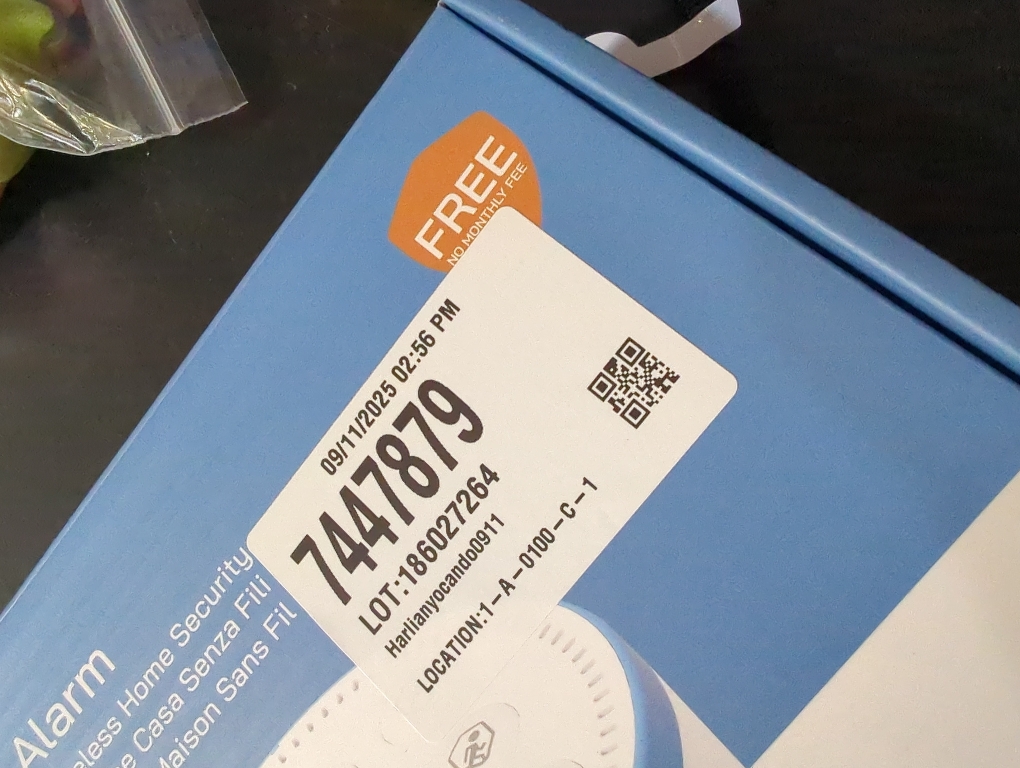 FREE
NO MONTHLY FEE
09/11/2025 02:56 PM
7447879
LOT:186027264
Harlianyocando0911
LOCATION:1-A-0100-C-1
Alarm
Home Security
Casa Senza Fili
Maison Sans Fil